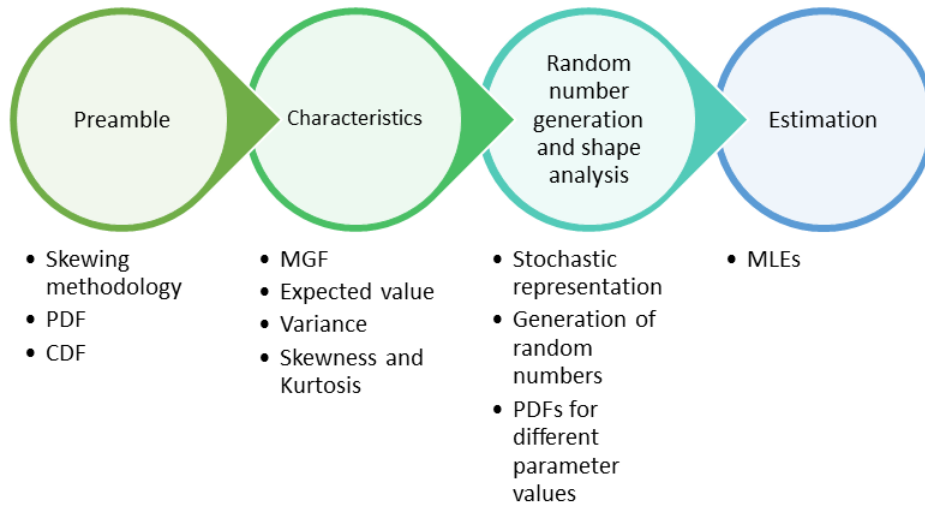 Preamble
Characteristics
Random
number
generation
and shape
analysis
Estimation
• Skewing
methodology
• PDF
• CDF
• MGF
• Expected value
• Variance
• Skewness and
Kurtosis
• Stochastic
representation
• Generation of
random
numbers
• PDFs for
different
parameter
values
• MLEs